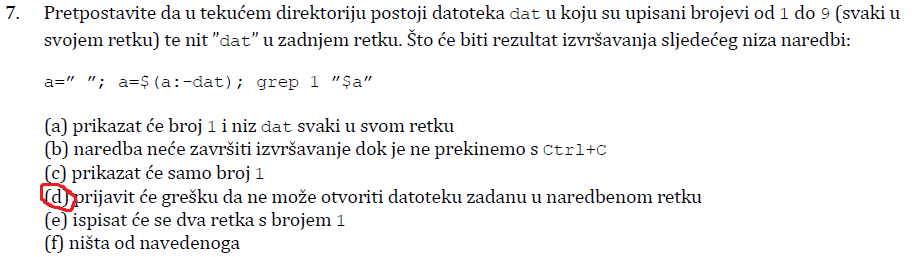 7. Pretpostavite da u tekućem direktoriju postoji datoteka dat u koju su upisani brojevi od 1 do 9 (svaki u
svojem retku) te nit ”dat” u zadnjem retku. Što će biti rezultat izvršavanja sljedećeg niza naredbi:
a=” ”; a=$(a:-dat); grep 1 ”$a”
(a) prikazat će broj 1 i niz dat svaki u svom retku
(b) naredba neće završiti izvršavanje dok je ne prekinemo s Ctrl+C
(c) prikazat će samo broj 1
(d) prijavit će grešku da ne može otvoriti datoteku zadanu u naredbenom retku
(e) ispisat će se dva retka s brojem 1
(f) ništa od navedenoga